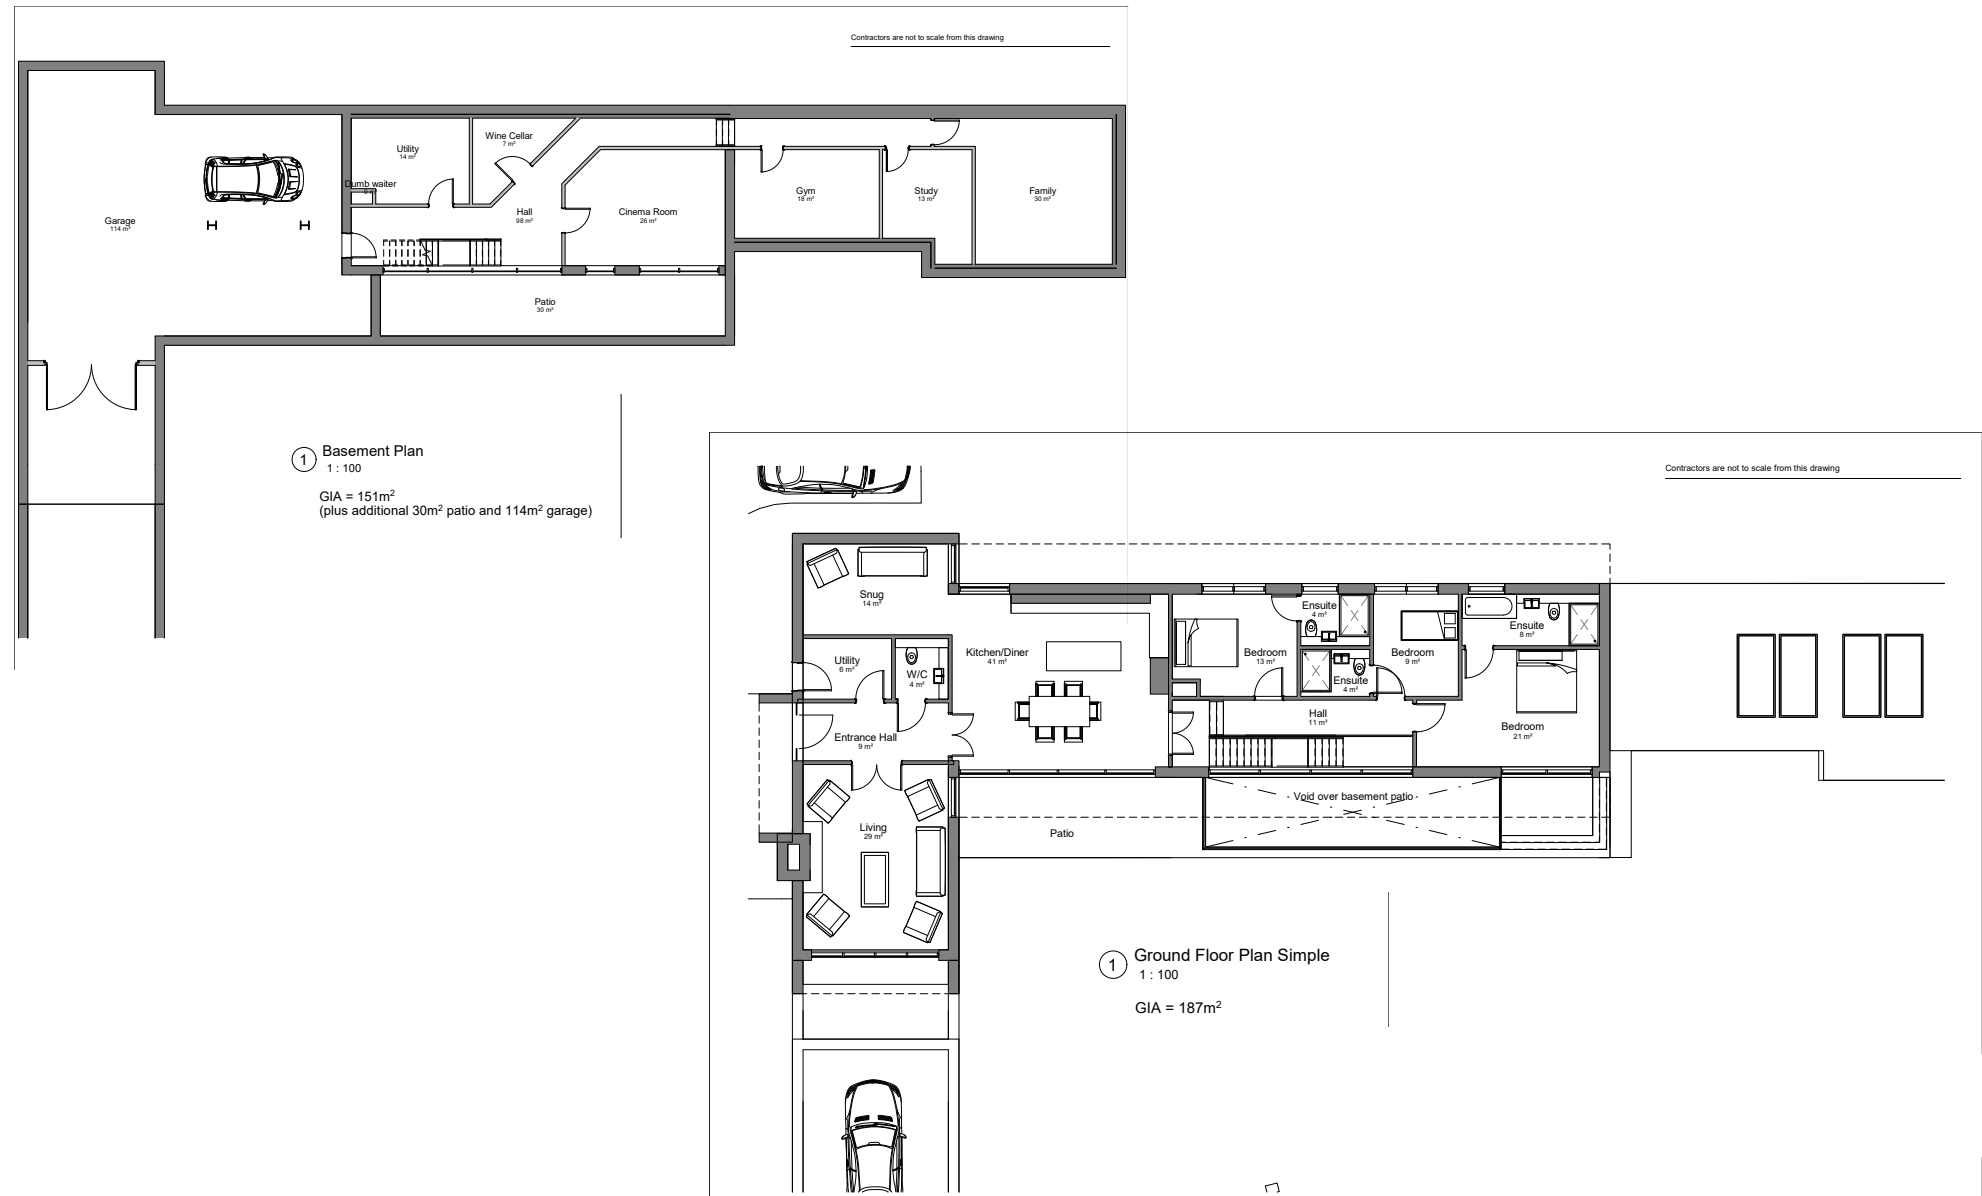 Contractors are not to scale from this drawing
Wine Cellar
7 m²
Utility
14 m²
Dumb waiter
Garage
114 m²
Hall
98 m²
Cinema Room
26 m²
Gym
18 m²
Study
13 m²
Family
30 m²
Patio
30 m²
1 Basement Plan
1 : 100
GIA = 151m²
(plus additional 30m² patio and 114m² garage)
Contractors are not to scale from this drawing
Snug
14 m²
Utility
6 m²
W/C
4 m²
Kitchen/Diner
41 m²
Entrance Hall
9 m²
Living
29 m²
Bedroom
13 m²
Ensuite
4 m²
Ensuite
4 m²
Bedroom
9 m²
Ensuite
8 m²
Hall
11 m²
Bedroom
21 m²
Void over basement patio
Patio
1 Ground Floor Plan Simple
1 : 100
GIA = 187m²